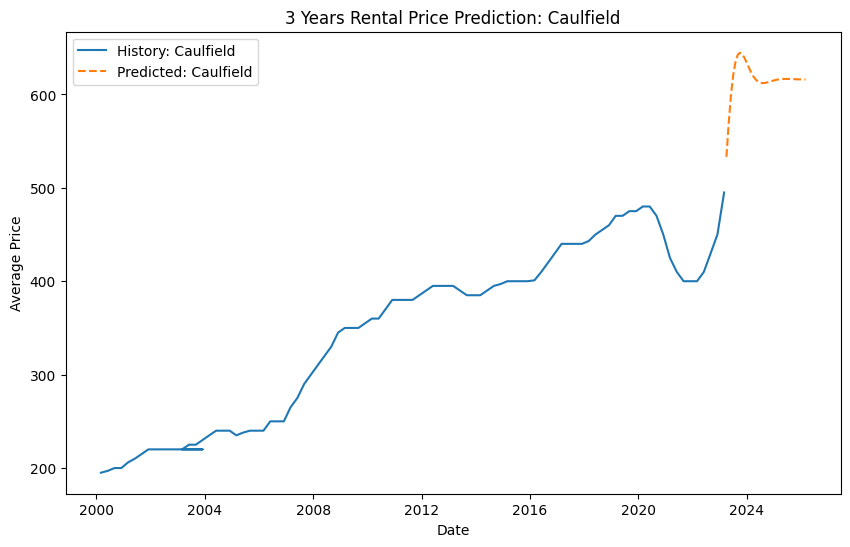 3 Years Rental Price Prediction: Caulfield
History: Caulfield
Predicted: Caulfield
Average Price
600
500
400
300
200
2000 2004 2008 2012 2016 2020 2024
Date